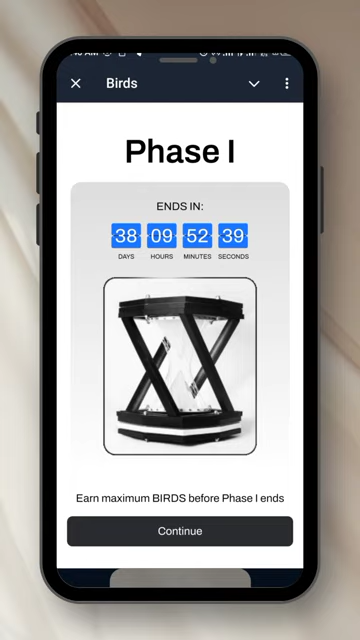 Birds
Phase I
ENDS IN:
38 09 52 39
DAYS HOURS MINUTES SECONDS
Earn maximum BIRDS before Phase I ends
Continue